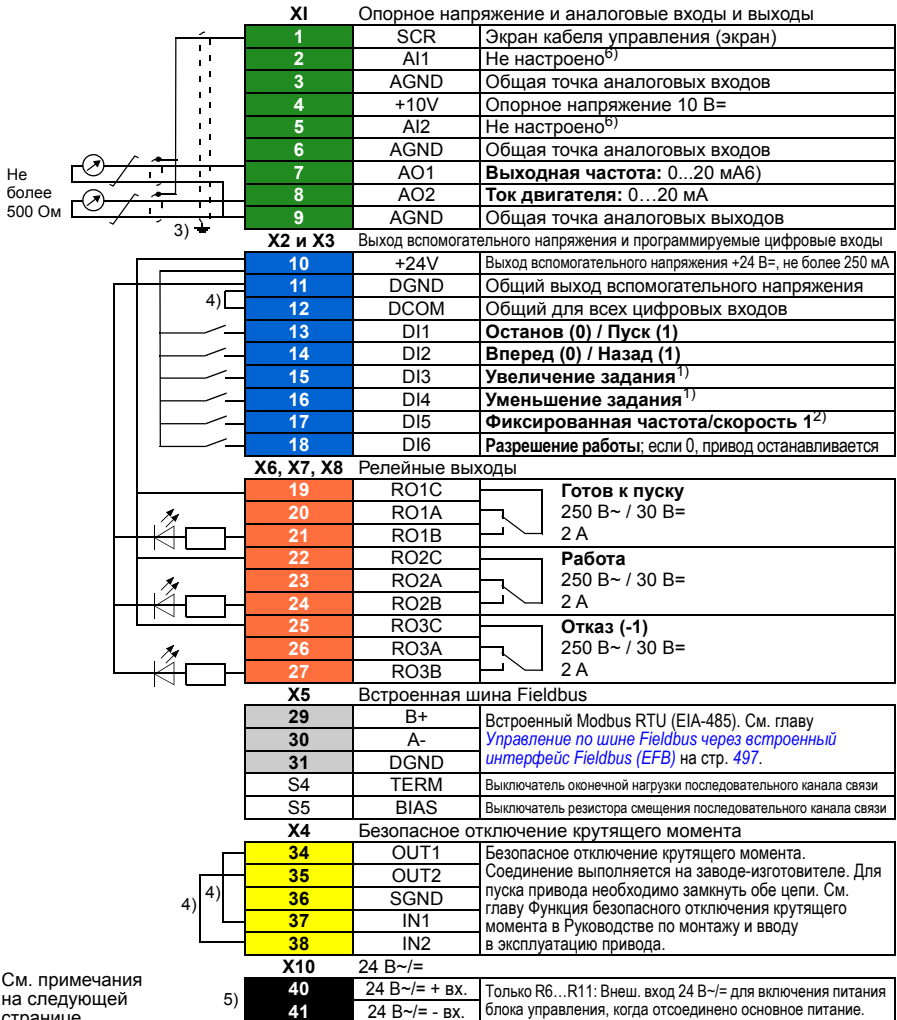 XI Опорное напряжение и аналоговые входы и выходы
1 SCR Экран кабеля управления (экран)
2 AI1 Не настроено6)
3 AGND Общая точка аналоговых входов
4 +10V Опорное напряжение 10 В=
5 AI2 Не настроено6)
6 AGND Общая точка аналоговых входов
7 AO1 Выходная частота: 0...20 мА6)
8 AO2 Ток двигателя: 0…20 мА
9 AGND Общая точка аналоговых выходов
Не
более
500 Ом
3)
X2 и X3 Выход вспомогательного напряжения и программируемые цифровые входы
10 +24V Выход вспомогательного напряжения +24 В=, не более 250 мА
11 DGND Общий выход вспомогательного напряжения
4)
12 DCOM Общий для всех цифровых входов
13 DI1 Останов (0) / Пуск (1)
14 DI2 Вперед (0) / Назад (1)
15 DI3 Увеличение задания1)
16 DI4 Уменьшение задания1)
17 DI5 Фиксированная частота/скорость 12)
18 DI6 Разрешение работы; если 0, привод останавливается
X6, X7, X8 Релейные выходы
19 RO1C Готов к пуску
20 RO1A 250 В~ / 30 В=
21 RO1B 2 А
22 RO2C Работа
23 RO2A 250 В~ / 30 В=
24 RO2B 2 А
25 RO3C Отказ (-1)
26 RO3A 250 В~ / 30 В=
27 RO3B 2 А
X5 Встроенная шина Fieldbus
29 B+
30 A-
31 DGND
Встроенный Modbus RTU (EIA-485). См. главу
Управление по шине Fieldbus через встроенный
интерфейс Fieldbus (EFB) на стр. 497.
S4 TERM Выключатель оконечной нагрузки последовательного канала связи
S5 BIAS Выключатель резистора смещения последовательного канала связи
X4 Безопасное отключение крутящего момента
34 OUT1
35 OUT2
36 SGND
37 IN1
38 IN2
4)
4)
Безопасное отключение крутящего момента.
Соединение выполняется на заводе-изготовителе. Для
пуска привода необходимо замкнуть обе цепи. См.
главу Функция безопасного отключения крутящего
момента в Руководстве по монтажу и вводу
в эксплуатацию привода.
X10 24 В~/=
40 24 В~/= + вх.
41 24 В~/= - вх.
5)
Только R6…R11: Внеш. вход 24 В~/= для включения питания
блока управления, когда отсоединено основное питание.
См. примечания
на следующей
странице